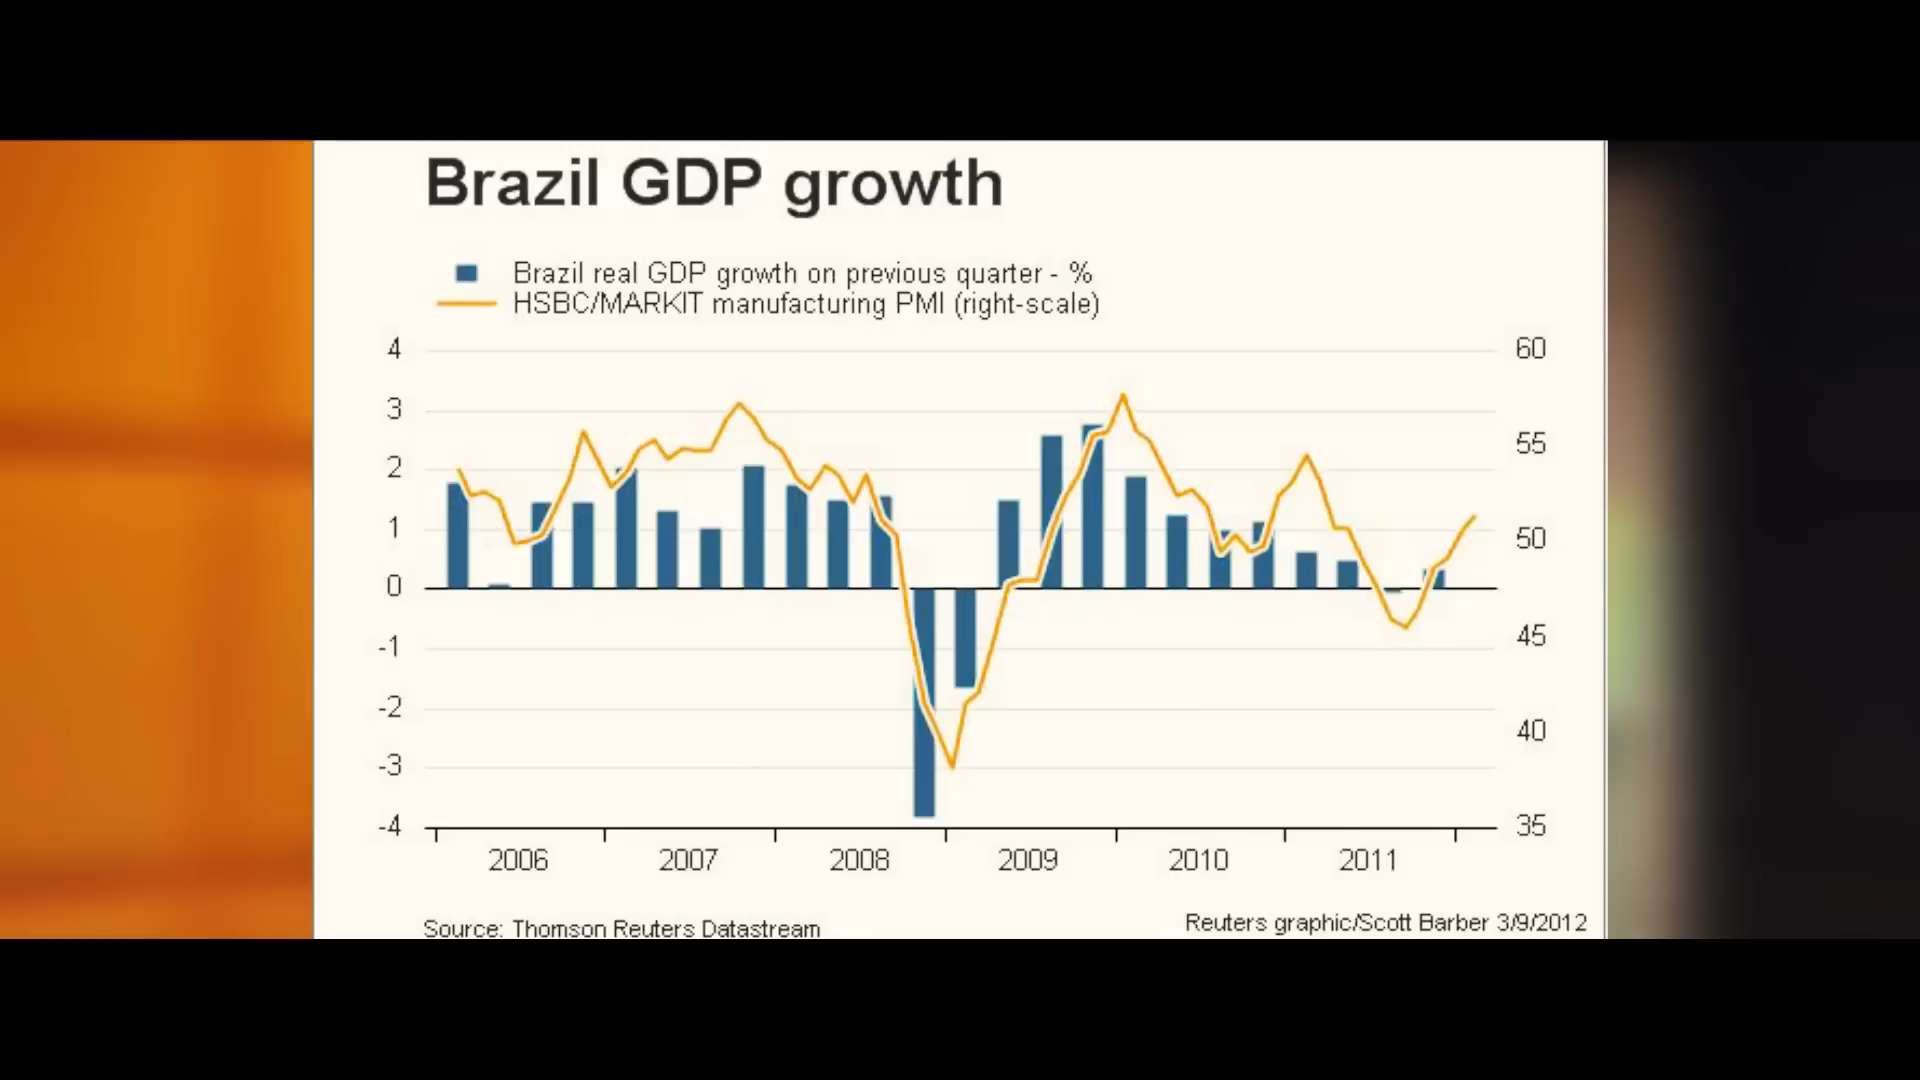 Brazil GDP growth
Brazil real GDP growth on previous quarter - %
HSBC/MARKIT manufacturing PMI (right-scale)
4
3
2
1
0
-1
-2
-3
-4
60
55
50
45
40
35
2006 2007 2008 2009 2010 2011
Source: Thomson Reuters Datastream
Reuters graphic/Scott Barber 3/9/2012